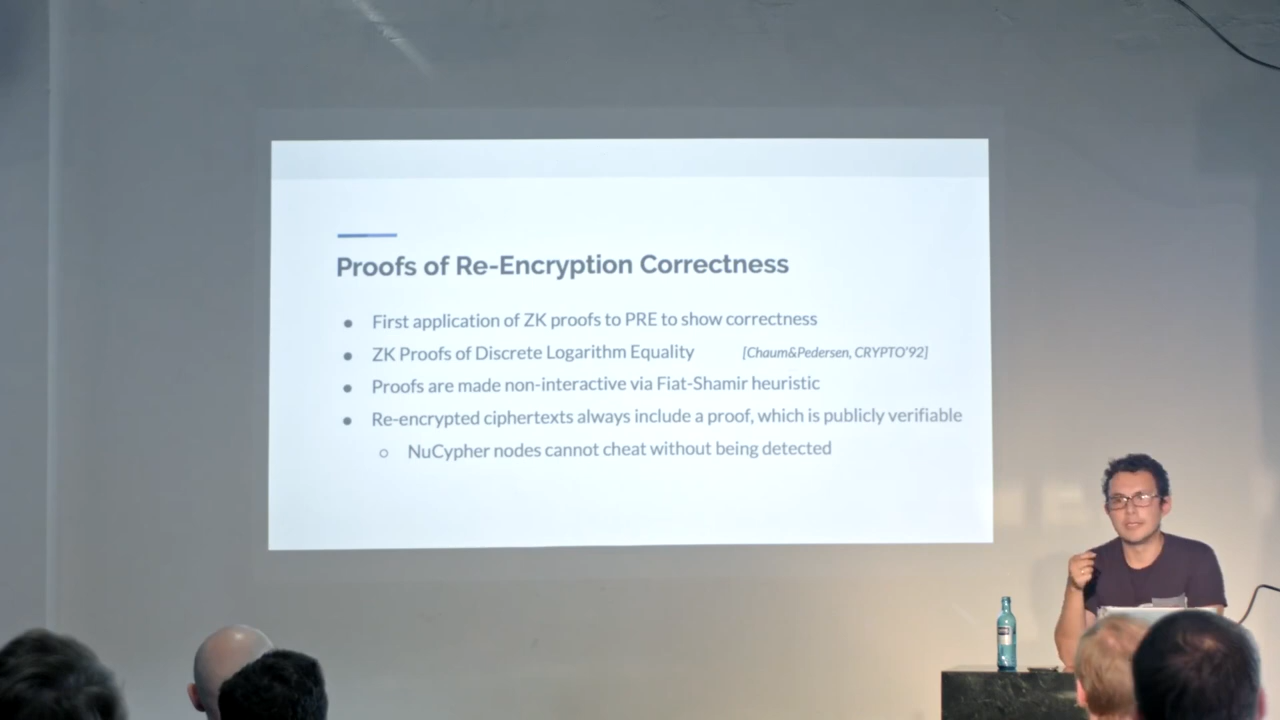 Proofs of Re-Encryption Correctness
● First application of ZK proofs to PRE to show correctness
● ZK Proofs of Discrete Logarithm Equality [Chaum&Pedersen, CRYPTO'92]
● Proofs are made non-interactive via Fiat-Shamir heuristic
● Re-encrypted ciphertexts always include a proof, which is publicly verifiable
○ NuCypher nodes cannot cheat without being detected